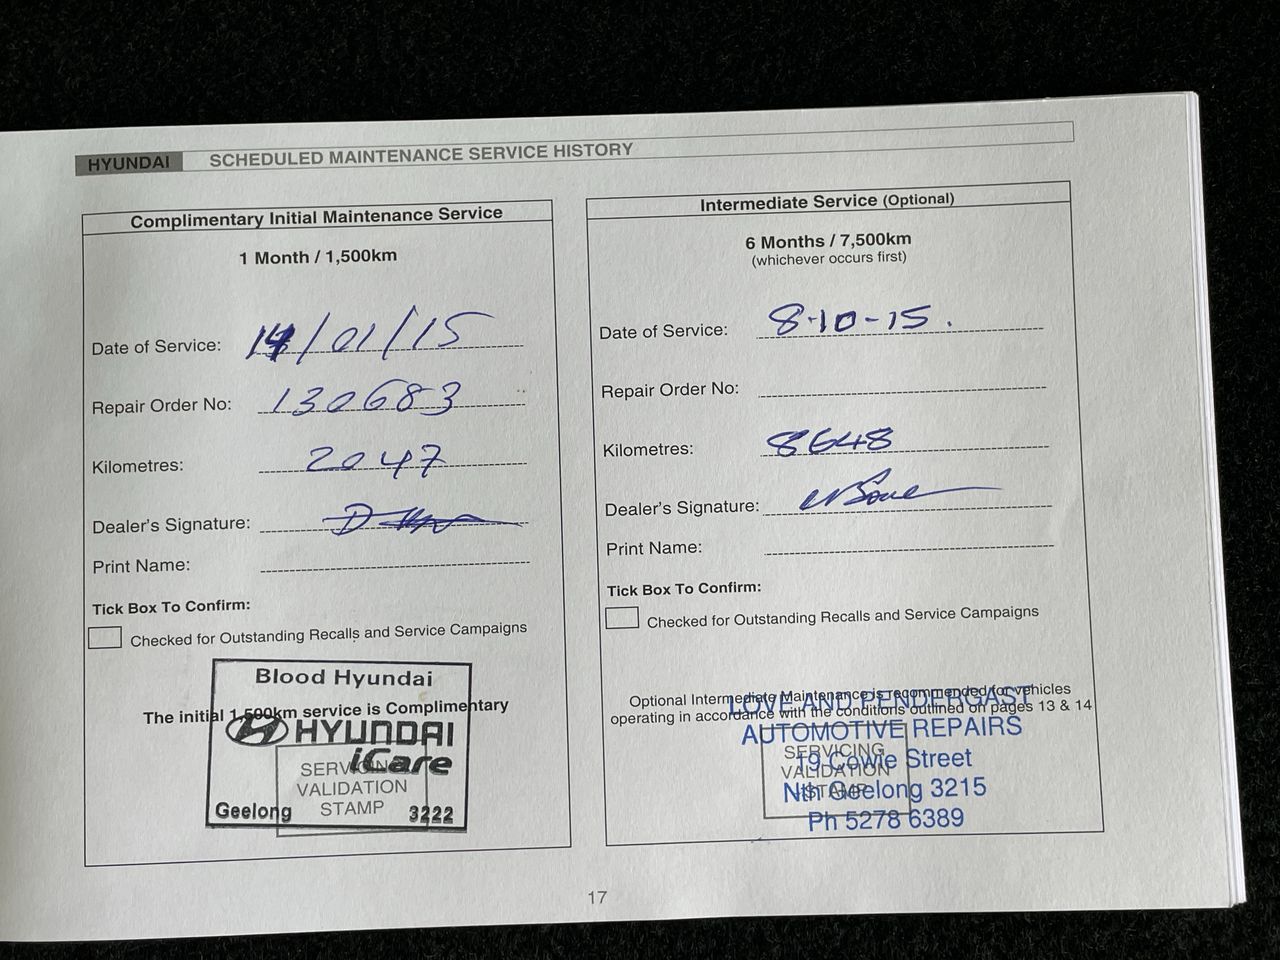 HYUNDAI SCHEDULED MAINTENANCE SERVICE HISTORY
Complimentary Initial Maintenance Service
1 Month / 1,500km
Date of Service: 14/01/15
Repair Order No: 130683
Kilometres: 2047
Dealer's Signature:
Print Name:
Tick Box To Confirm:
Checked for Outstanding Recalls and Service Campaigns
Blood Hyundai
The initial 1,500km service is Complimentary
HYUNDAI
iCare
SERVICING
VALIDATION
STAMP
Geelong 3222
Intermediate Service (Optional)
6 Months / 7,500km
(whichever occurs first)
Date of Service: 8-10-15.
Repair Order No:
Kilometres: 8648
Dealer's Signature:
Print Name:
Tick Box To Confirm:
Checked for Outstanding Recalls and Service Campaigns
Optional Intermediate Maintenance is recommended for vehicles
operating in accordance with the conditions outlined on pages 13 & 14
LOVE AND PENDERGAST
AUTOMOTIVE REPAIRS
19 Cowie Street
Nth Geelong 3215
Ph 5278 6389
SERVICING
VALIDATION
STAMP
17